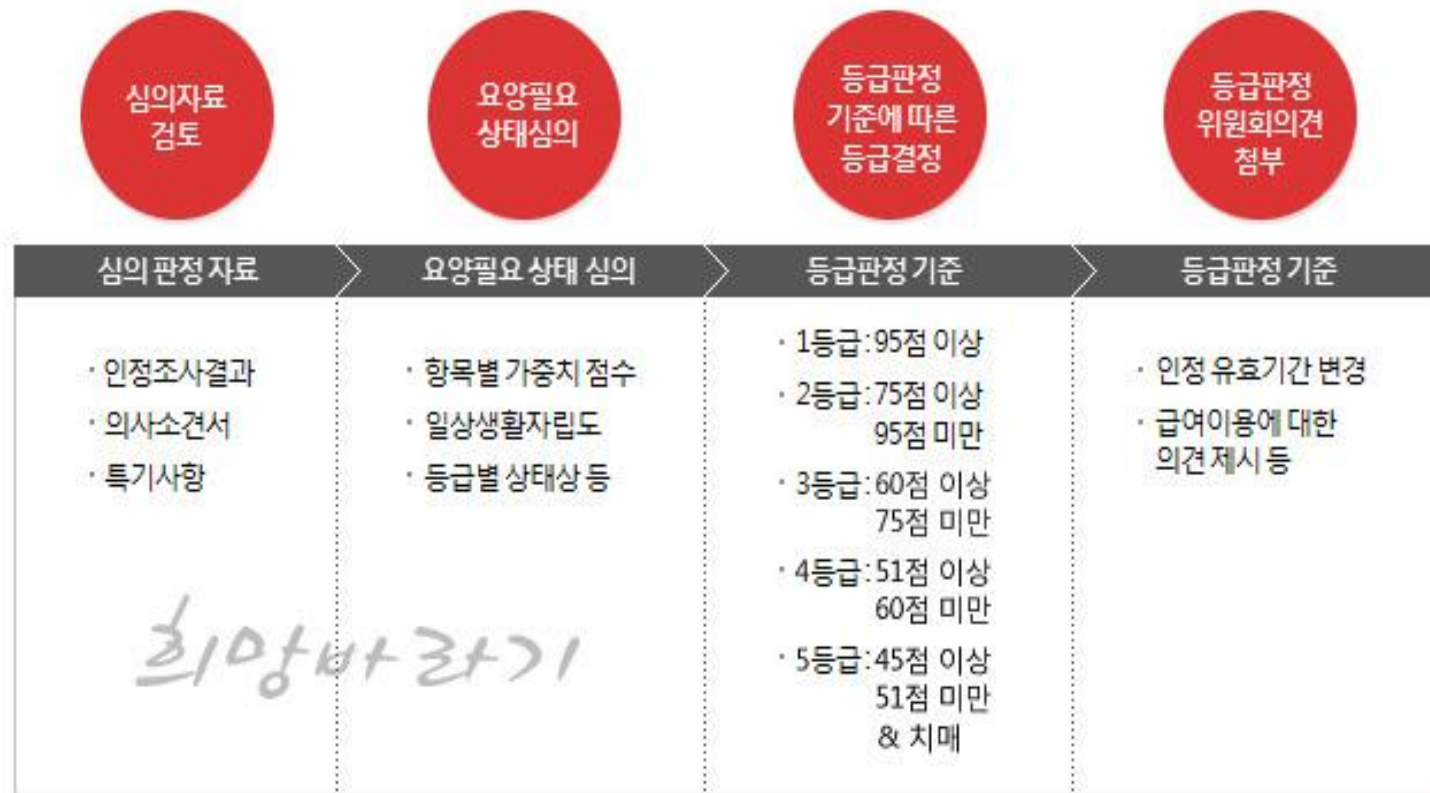 심의자료
검토
요양필요
상태심의
등급판정
기준에 따른
등급결정
등급판정
위원회의견
첨부
심의 판정 자료
요양필요 상태 심의
등급판정 기준
등급판정 기준
· 인정조사결과
· 의사소견서
· 특기사항
· 항목별 가중치 점수
· 일상생활자립도
· 등급별 상태상 등
· 1등급 : 95점 이상
· 2등급 : 75점 이상
95점 미만
· 3등급 : 60점 이상
75점 미만
· 4등급 : 51점 이상
60점 미만
· 5등급 : 45점 이상
51점 미만
& 치매
· 인정 유효기간 변경
· 급여이용에 대한
의견 제시 등
희망바라기